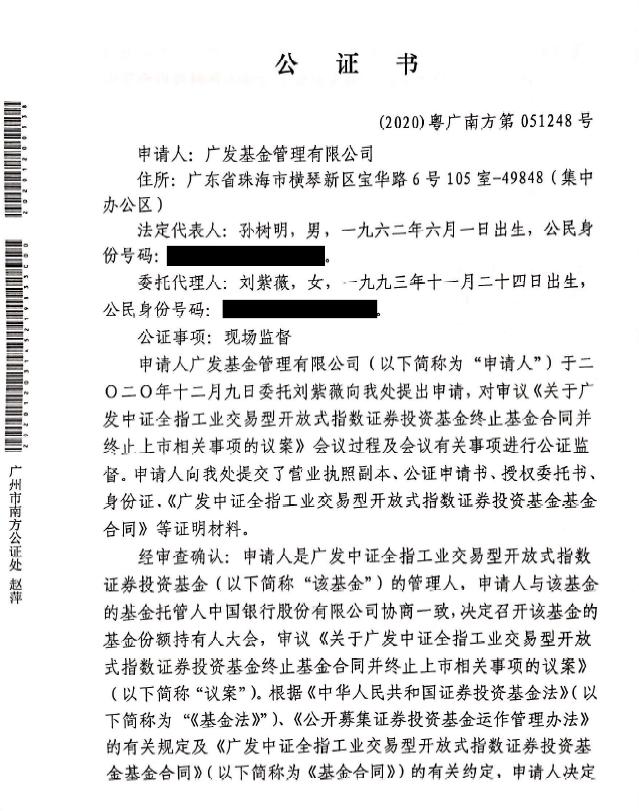 公 证 书
(2020)粤广南方第 051248 号
申请人：广发基金管理有限公司
住所：广东省珠海市横琴新区宝华路 6 号 105 室-49848（集中
办公区）
法定代表人：孙树明，男，一九六二年六月一日出生，公民身
份号码：
。
委托代理人：刘紫薇，女，一九九三年十一月二十四日出生，
公民身份号码：
。
公证事项：现场监督
申请人广发基金管理有限公司（以下简称为“申请人”）于二
〇二〇年十二月九日委托刘紫薇向我处提出申请，对审议《关于广
发中证全指工业交易型开放式指数证券投资基金终止基金合同并
终止上市相关事项的议案》会议过程及会议有关事项进行公证监
督。申请人向我处提交了营业执照副本、公证申请书、授权委托书、
身份证、《广发中证全指工业交易型开放式指数证券投资基金基金
合同》等证明材料。
经审查确认：申请人是广发中证全指工业交易型开放式指数
证券投资基金（以下简称“该基金”）的管理人，申请人与该基金
的基金托管人中国银行股份有限公司协商一致，决定召开该基金的
基金份额持有人大会，审议《关于广发中证全指工业交易型开放
式指数证券投资基金终止基金合同并终止上市相关事项的议案》
（以下简称“议案”）。根据《中华人民共和国证券投资基金法》（以
下简称为“《基金法》”）、《公开募集证券投资基金运作管理办法》
的有关规定及《广发中证全指工业交易型开放式指数证券投资基
金基金合同》（以下简称为《基金合同》）的有关约定，申请人决定
广州市南方公证处 赵萍